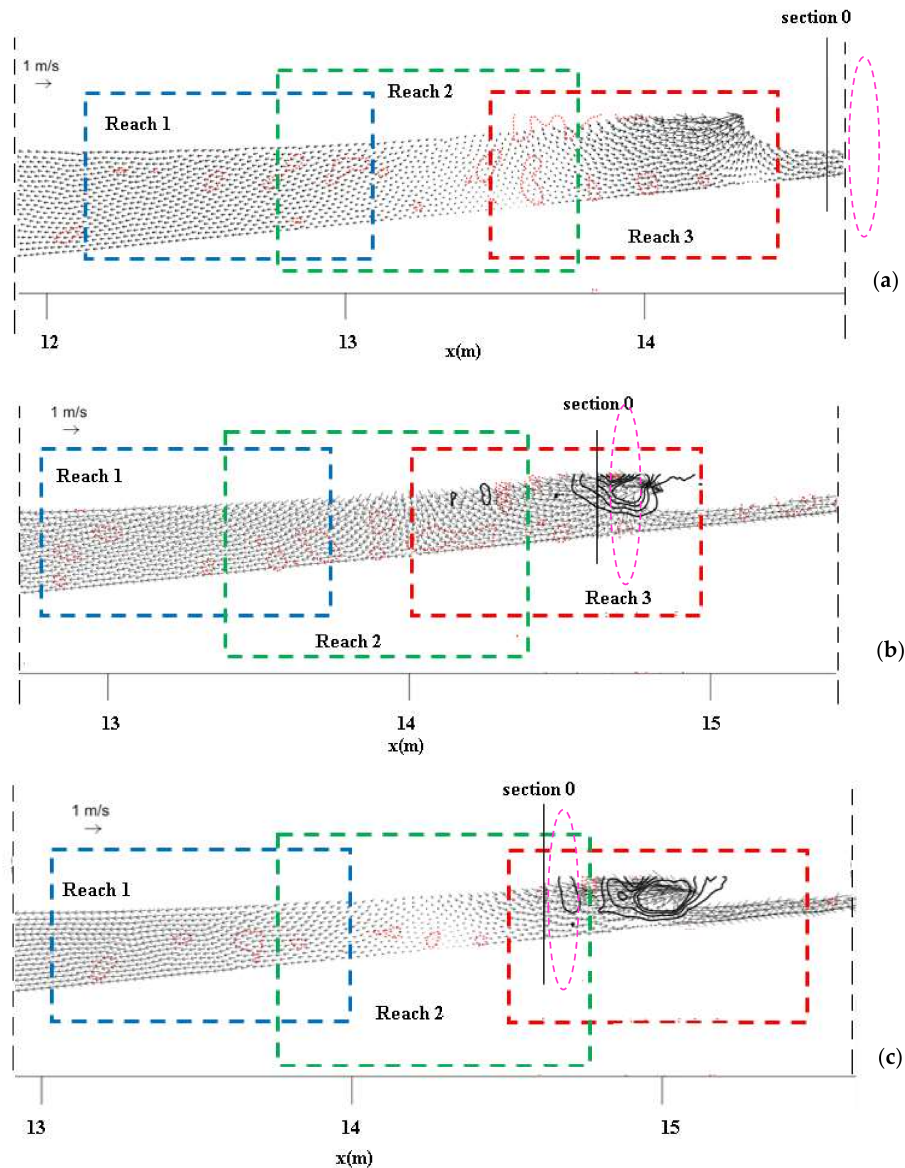 section 0
1 m/s
Reach 2
Reach 1
Reach 3
(a)
12 13 14
x(m)
1 m/s
section 0
Reach 1
Reach 3
Reach 2
(b)
13 14 15
x(m)
section 0
1 m/s
Reach 1
Reach 2
(c)
13 14 15
x(m)